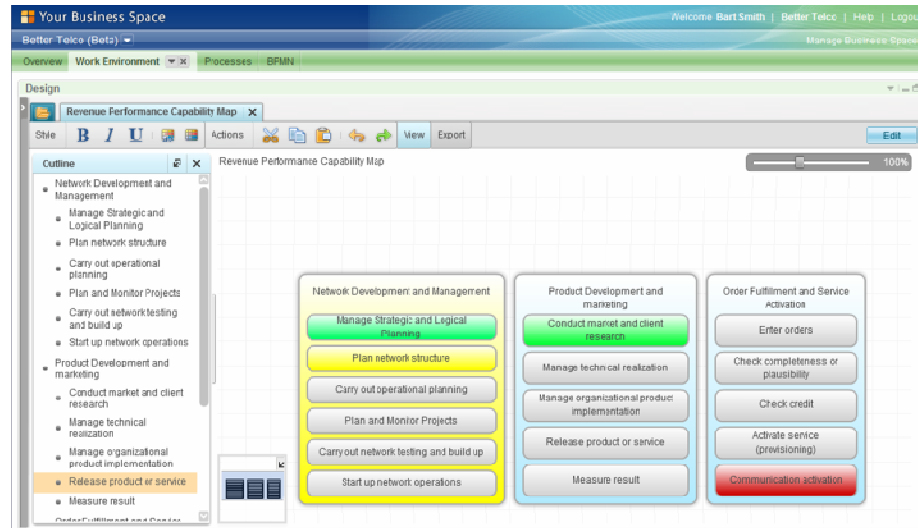 Your Business Space
Welcome Bart Smith | Better Telco | Help | Logou
Better Telco (Beta)
Manage Business Space
Overview Work Environment Processes BPMN
Design
Revenue Performance Capability Map
Style B I U Actions View Export Edit
Outline
Revenue Performance Capability Map
100%
Network Development and
Management
Manage Strategic and
Logical Planning
Plan network structure
Carry out operational
planning
Plan and Monitor Projects
Carry out network testing
and build up
Start up network operations
Product Development and
marketing
Conduct market and client
research
Manage technical
realization
Manage organizational
product implementation
Release product or service
Measure result
Order Fulfillment and Service
Network Development and Management
Manage Strategic and Logical
Planning
Plan network structure
Carry out operational planning
Plan and Monitor Projects
Carry out network testing and build up
Start up network operations
Product Development and
marketing
Conduct market and client
research
Manage technical realization
Manage organizational product
implementation
Release product or service
Measure result
Order Fulfillment and Service
Activation
Enter orders
Check completeness or
plausibility
Check credit
Activate service
(provisioning)
Communication activation